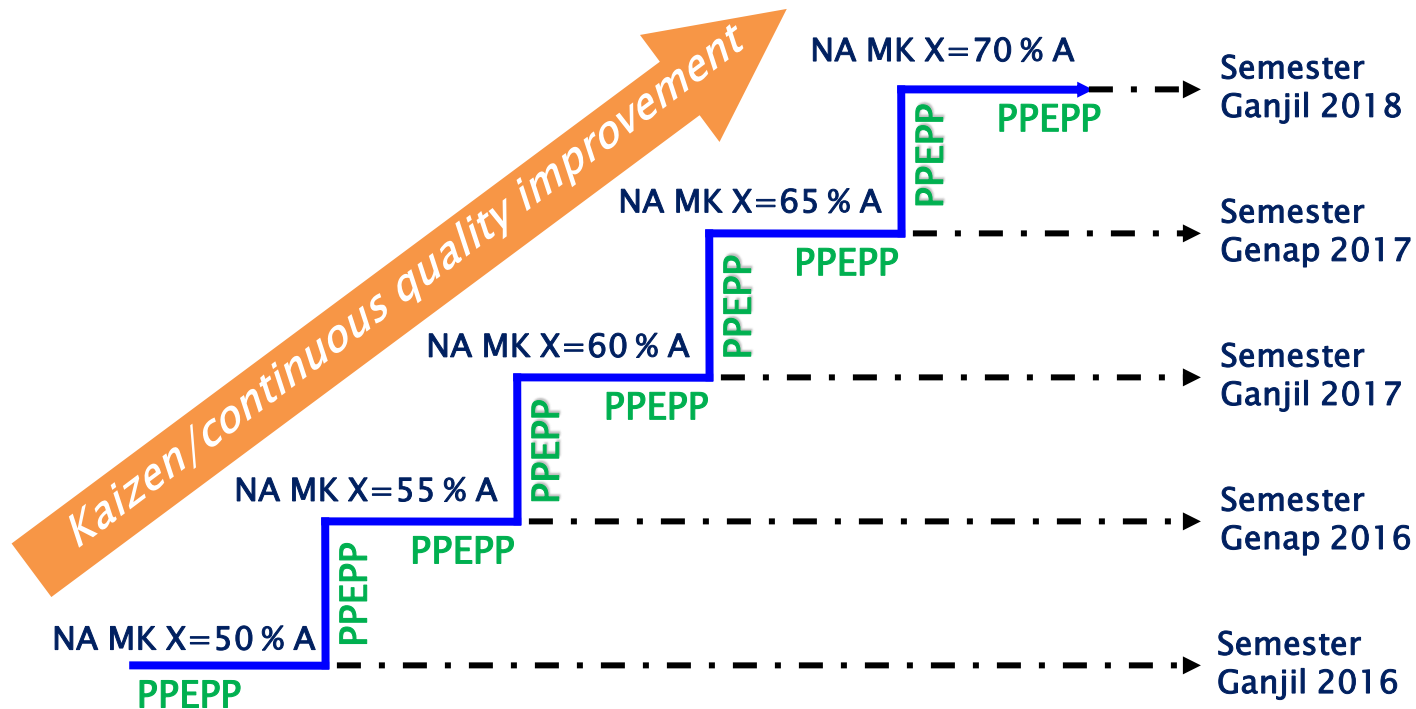 NA MK X=70 % A
Semester
Ganjil 2018
PPEPP
PPEPP
Kaizen/continuous quality improvement
NA MK X=65 % A
Semester
Genap 2017
PPEPP
PPEPP
NA MK X=60 % A
Semester
Ganjil 2017
PPEPP
PPEPP
NA MK X=55 % A
Semester
Genap 2016
PPEPP
PPEPP
NA MK X=50 % A
Semester
Ganjil 2016
PPEPP